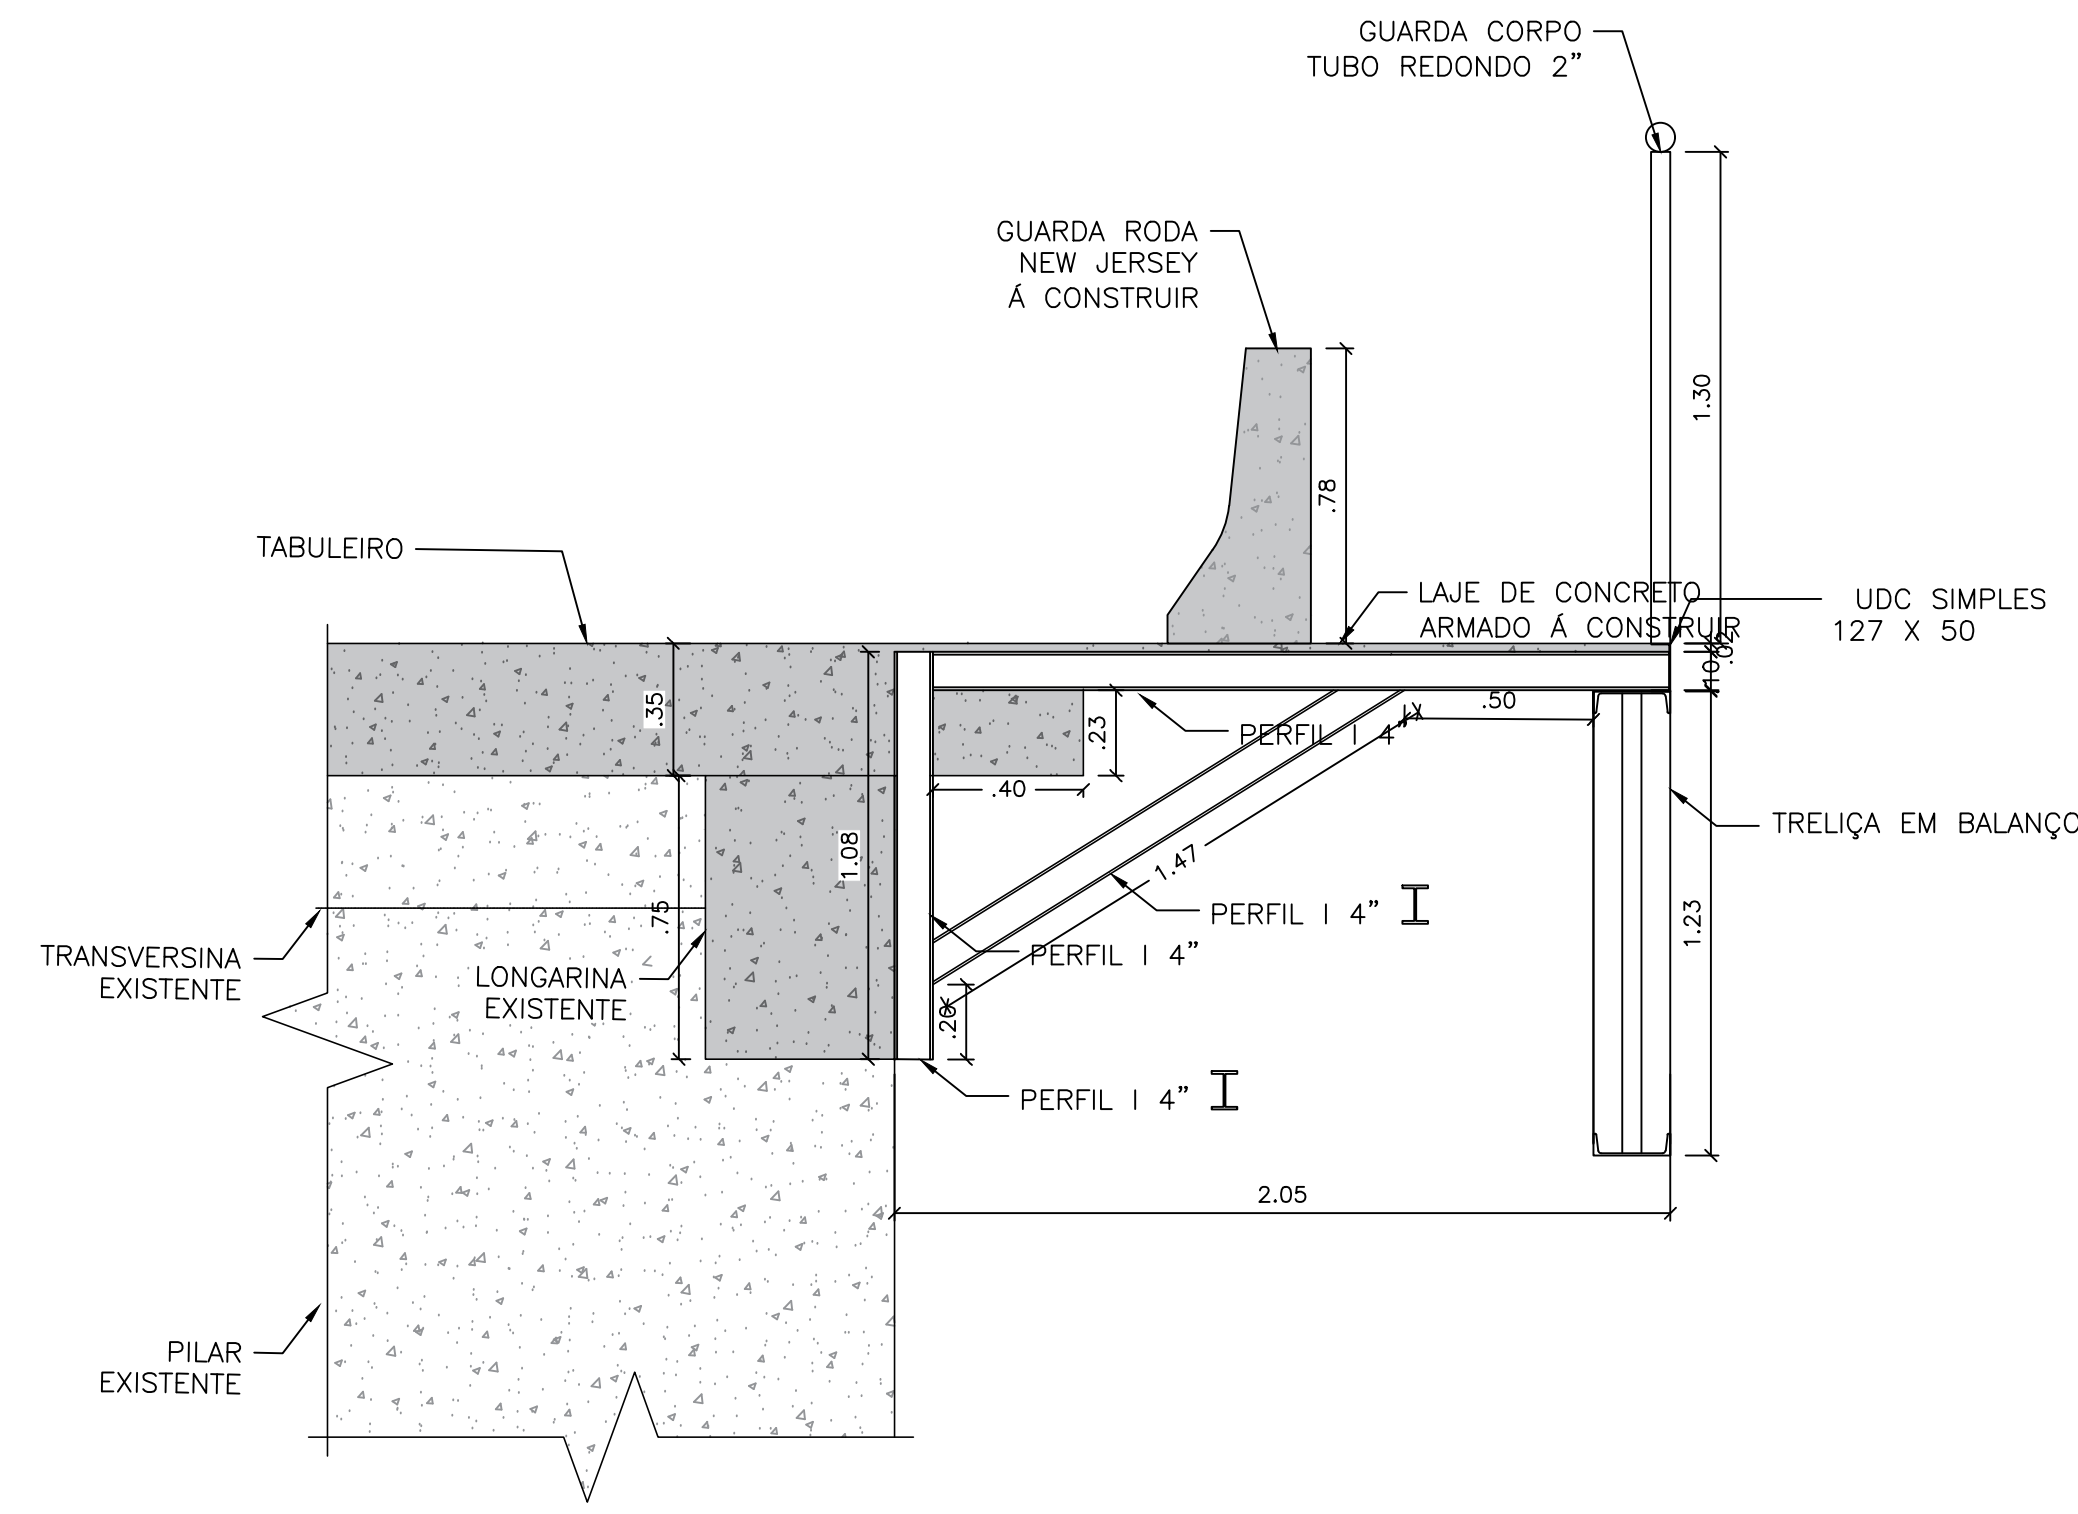 GUARDA CORPO
TUBO REDONDO 2"
GUARDA RODA
NEW JERSEY
Á CONSTRUIR
1.30
.78
TABULEIRO
LAJE DE CONCRETO
ARMADO Á CONSTRUIR
UDC SIMPLES
127 X 50
.02
.10
.35
.23
.50
PERFIL I 4"
.40
TRELIÇA EM BALANÇO
1.08
1.47
.75
PERFIL I 4"
1.23
TRANSVERSINA
EXISTENTE
LONGARINA
EXISTENTE
PERFIL I 4"
.20
PERFIL I 4"
2.05
PILAR
EXISTENTE